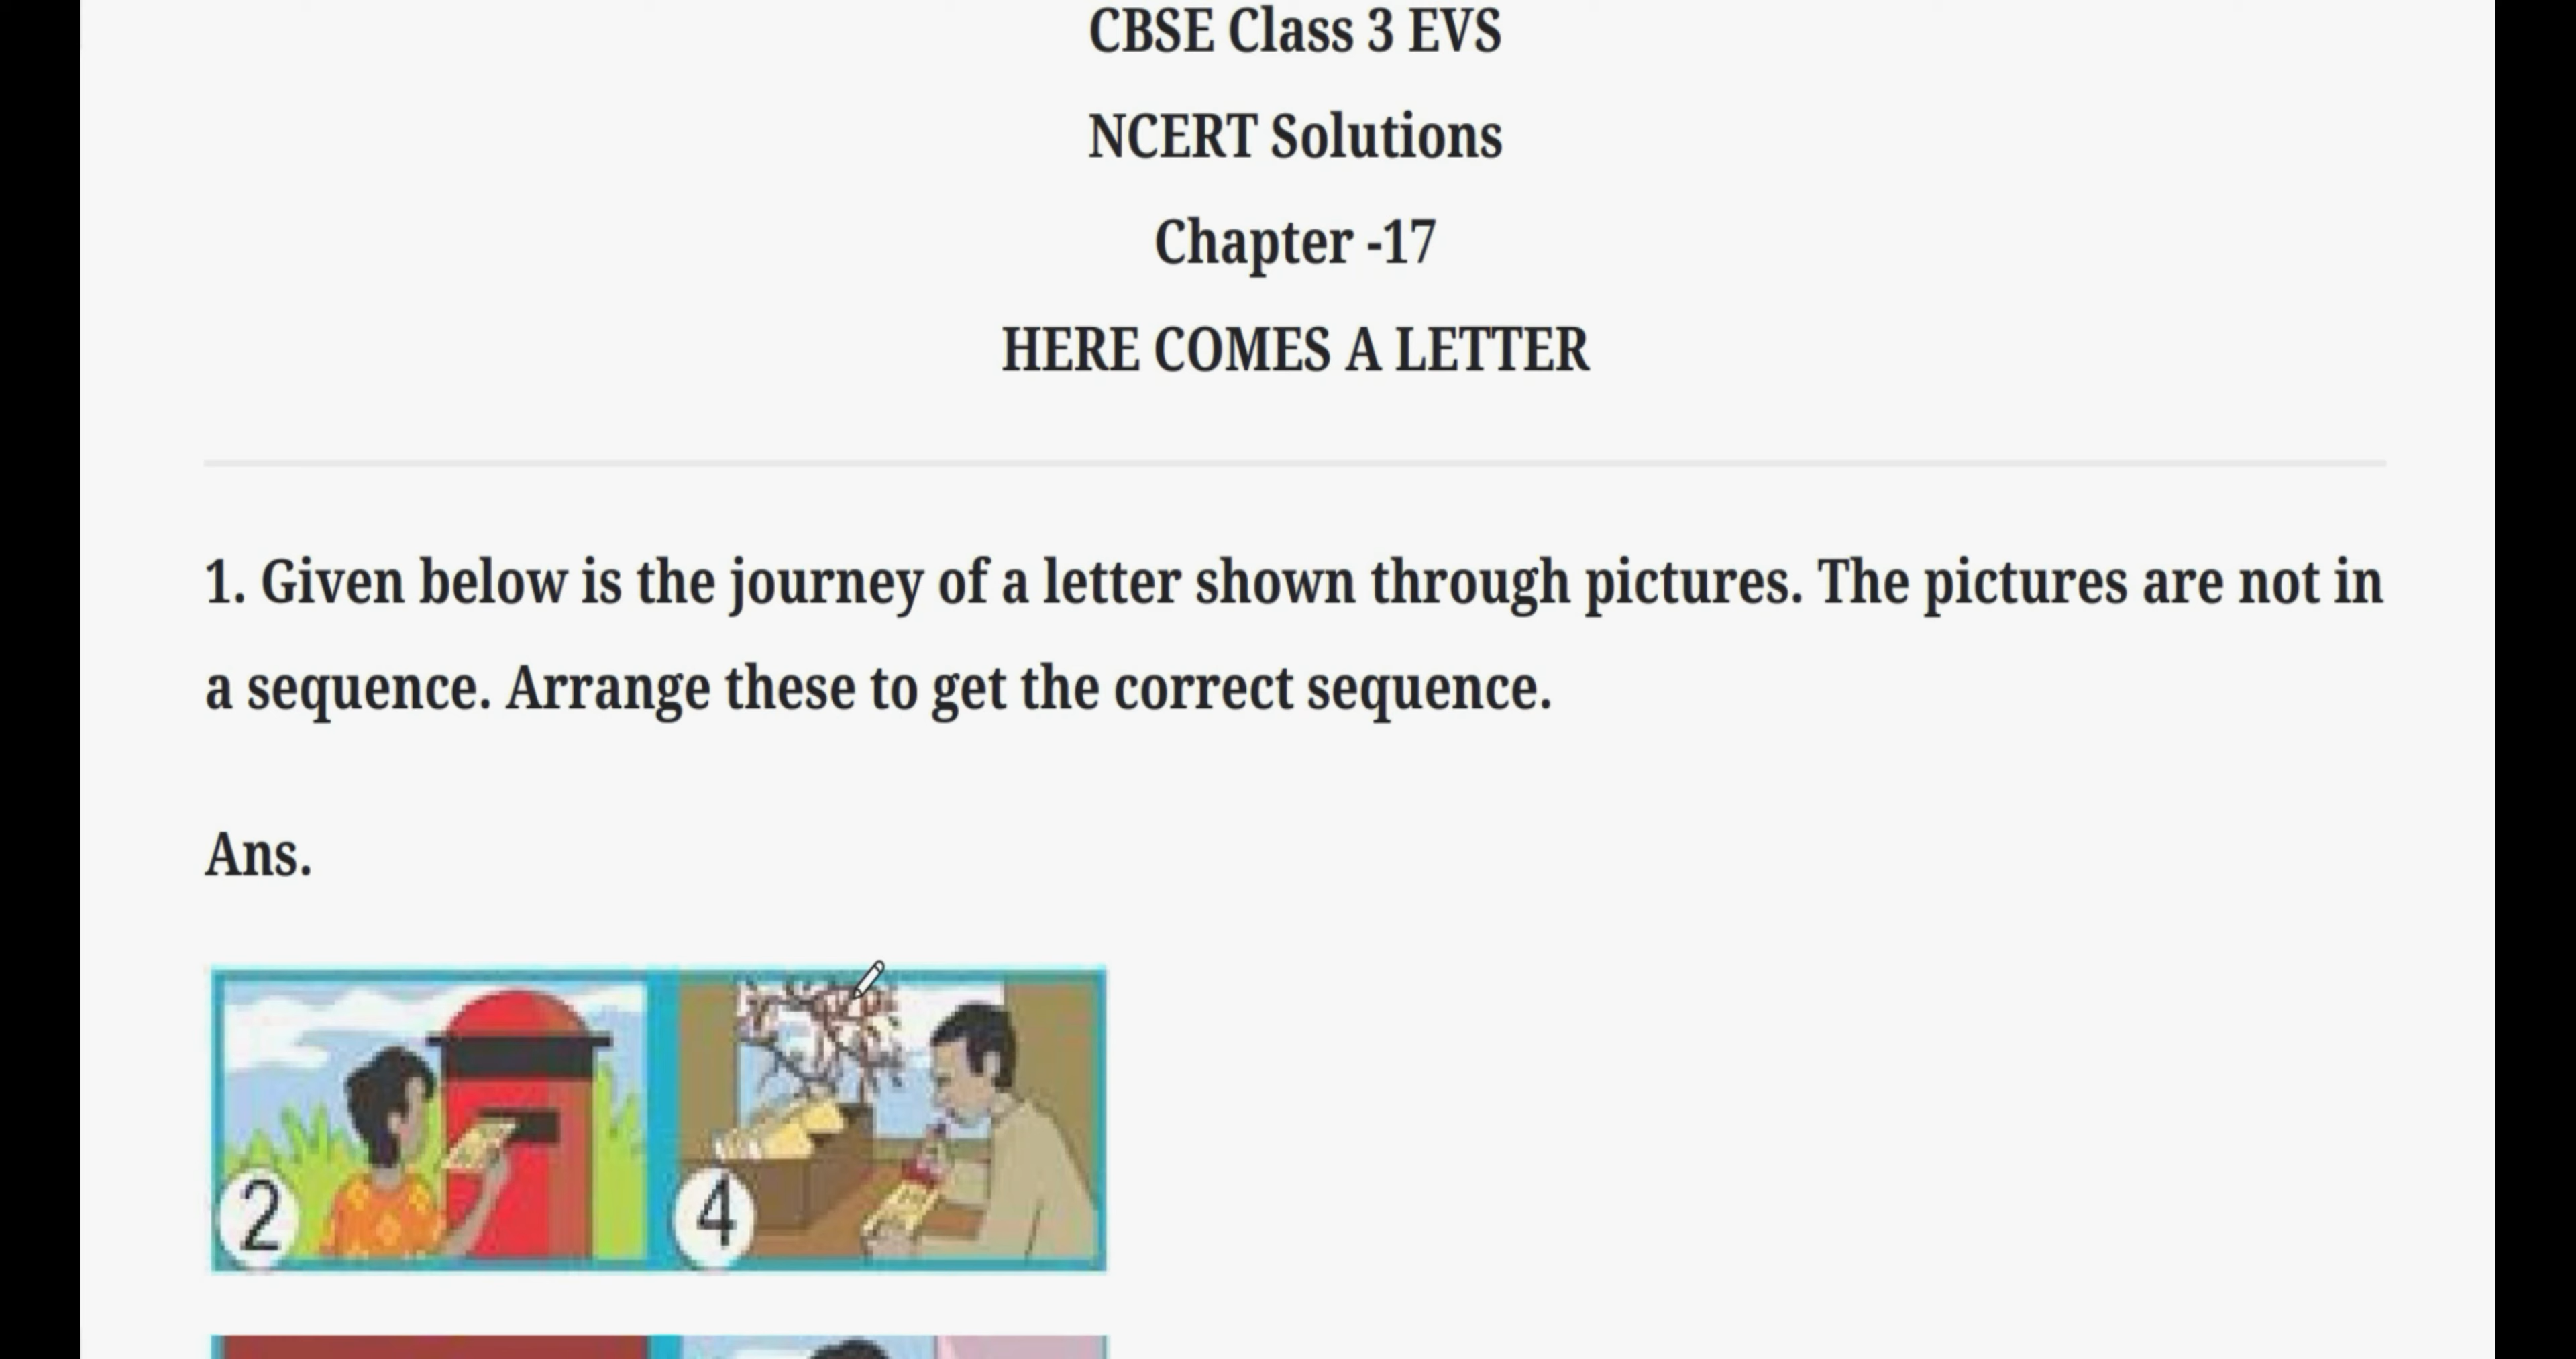 CBSE Class 3 EVS
NCERT Solutions
Chapter -17
HERE COMES A LETTER
1. Given below is the journey of a letter shown through pictures. The pictures are not in
a sequence. Arrange these to get the correct sequence.
Ans.
2 4